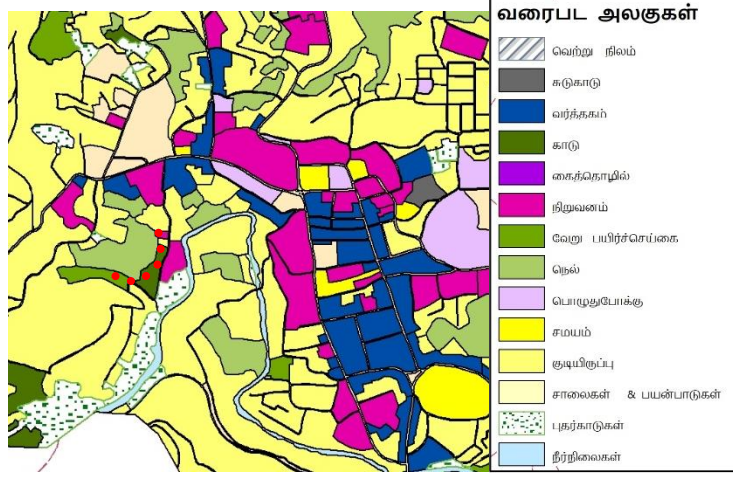 வரைபட அலகுகள்
வெற்று நிலம்
சுடுகாடு
வர்த்தகம்
காடு
கைத்தொழில்
நிறுவனம்
வேறு பயிர்ச்செய்கை
நெல்
பொழுதுபோக்கு
சமயம்
குடியிருப்பு
சாலைகள் & பயன்பாடுகள்
புதர்காடுகள்
நீர்நிலைகள்